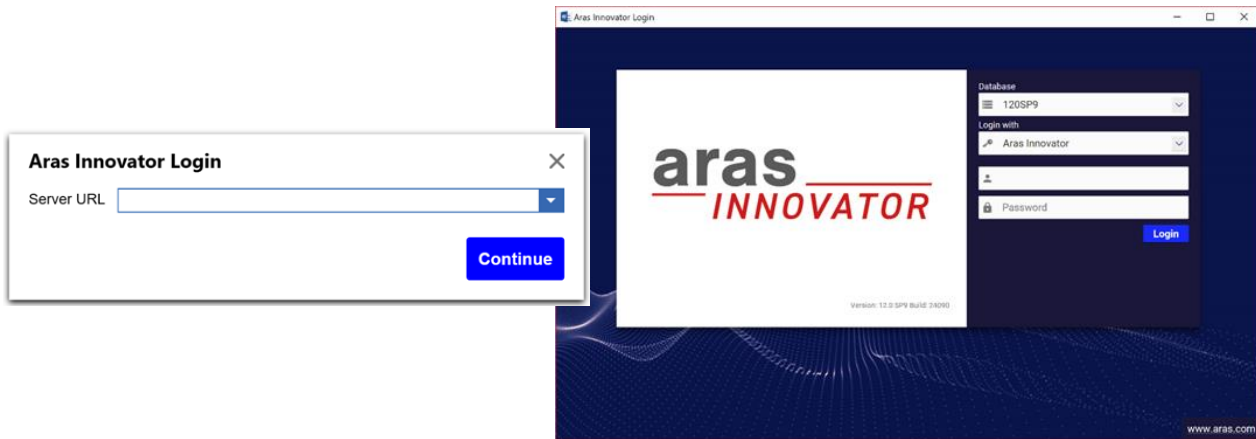 Aras Innovator Login
Server URL
Continue
Aras Innovator Login
aras
INNOVATOR
Version: 12.0 SP9 Build: 24090
Database
120SP9
Login with
Aras Innovator
Password
Login
www.aras.com